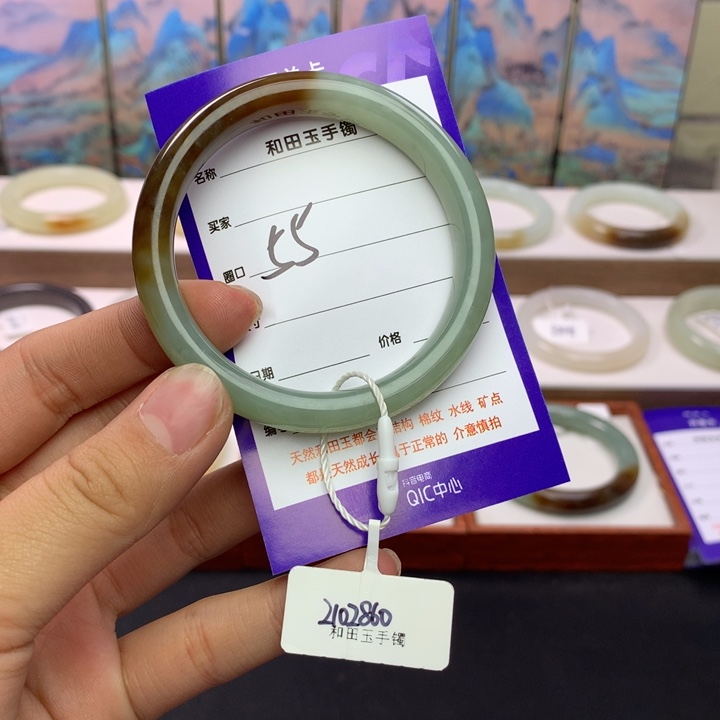 名称 和田玉手镯
买家
圈口 55
日期 价格
天然和田玉都会 结构 棉纹 水线 矿点
都 天然成长 属于正常的 介意慎拍
抖音电商
QIC中心
2102860
和田玉手镯